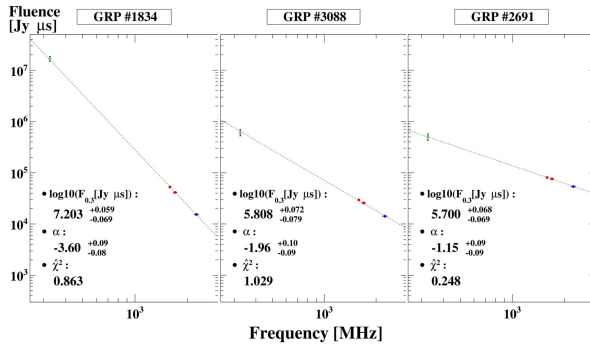 Fluence
[Jy μs]
GRP #1834
GRP #3088
GRP #2691
10⁷
10⁶
10⁵
10⁴
10³
• log10(F₀.₃[Jy μs]) :
7.203 +0.059 -0.069
• α :
-3.60 +0.09 -0.08
• χ̂² :
0.863
• log10(F₀.₃[Jy μs]) :
5.808 +0.072 -0.079
• α :
-1.96 +0.10 -0.09
• χ̂² :
1.029
• log10(F₀.₃[Jy μs]) :
5.700 +0.068 -0.069
• α :
-1.15 +0.09 -0.09
• χ̂² :
0.248
10³
10³
10³
Frequency [MHz]